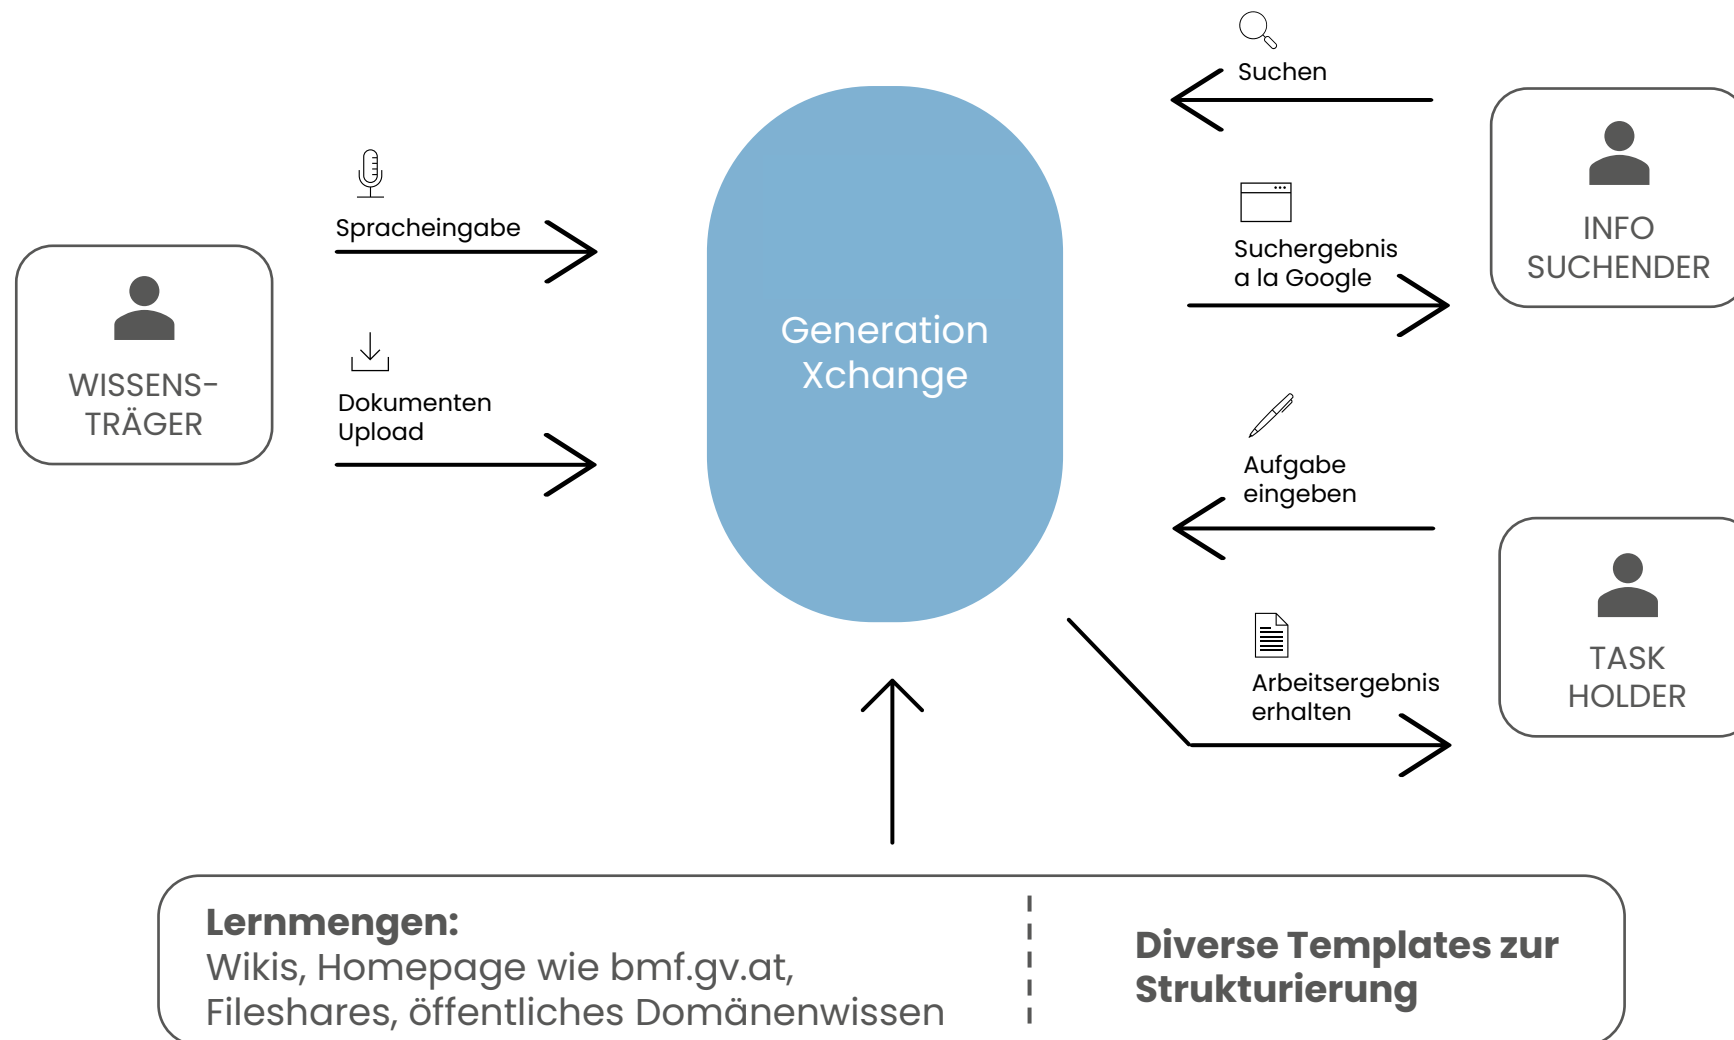 Spracheingabe
WISSENS-
TRÄGER
Dokumenten
Upload
Generation
Xchange
Suchen
Suchergebnis
a la Google
INFO
SUCHENDER
Aufgabe
eingeben
Arbeitsergebnis
erhalten
TASK
HOLDER
Lernmengen:
Wikis, Homepage wie bmf.gv.at,
Fileshares, öffentliches Domänenwissen
Diverse Templates zur
Strukturierung